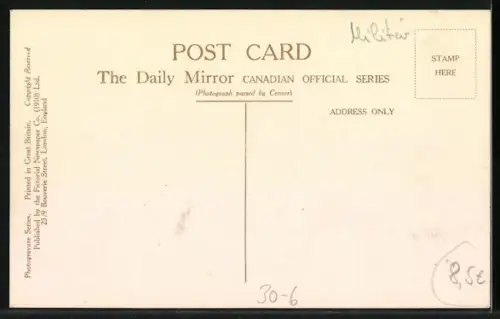 Militär
POST CARD
STAMP
HERE
The Daily Mirror CANADIAN OFFICIAL SERIES
(Photograph passed by Censor)
ADDRESS ONLY
Photogravure Series. Printed in Great Britain. Copyright Reserved
Published by the Pictorial Newspaper Co. (1910) Ltd.
23/9 Bouverie Street, London, England
30-6
8,5€